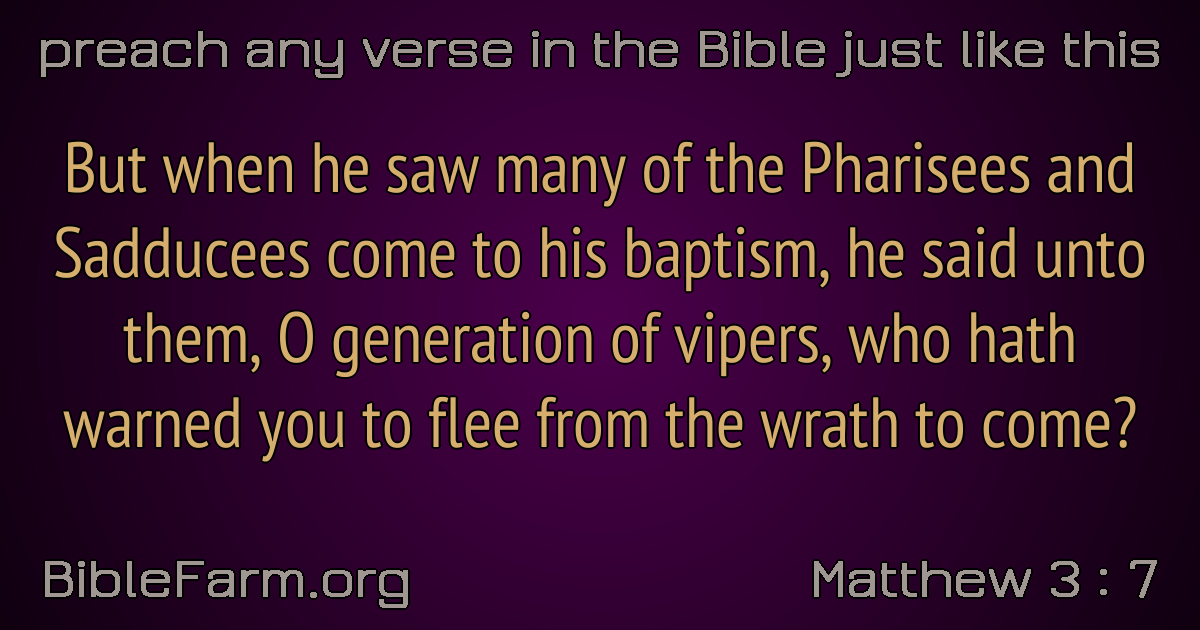 preach any verse in the Bible just like this
But when he saw many of the Pharisees and
Sadducees come to his baptism, he said unto
them, O generation of vipers, who hath
warned you to flee from the wrath to come?
BibleFarm.org
Matthew 3 : 7